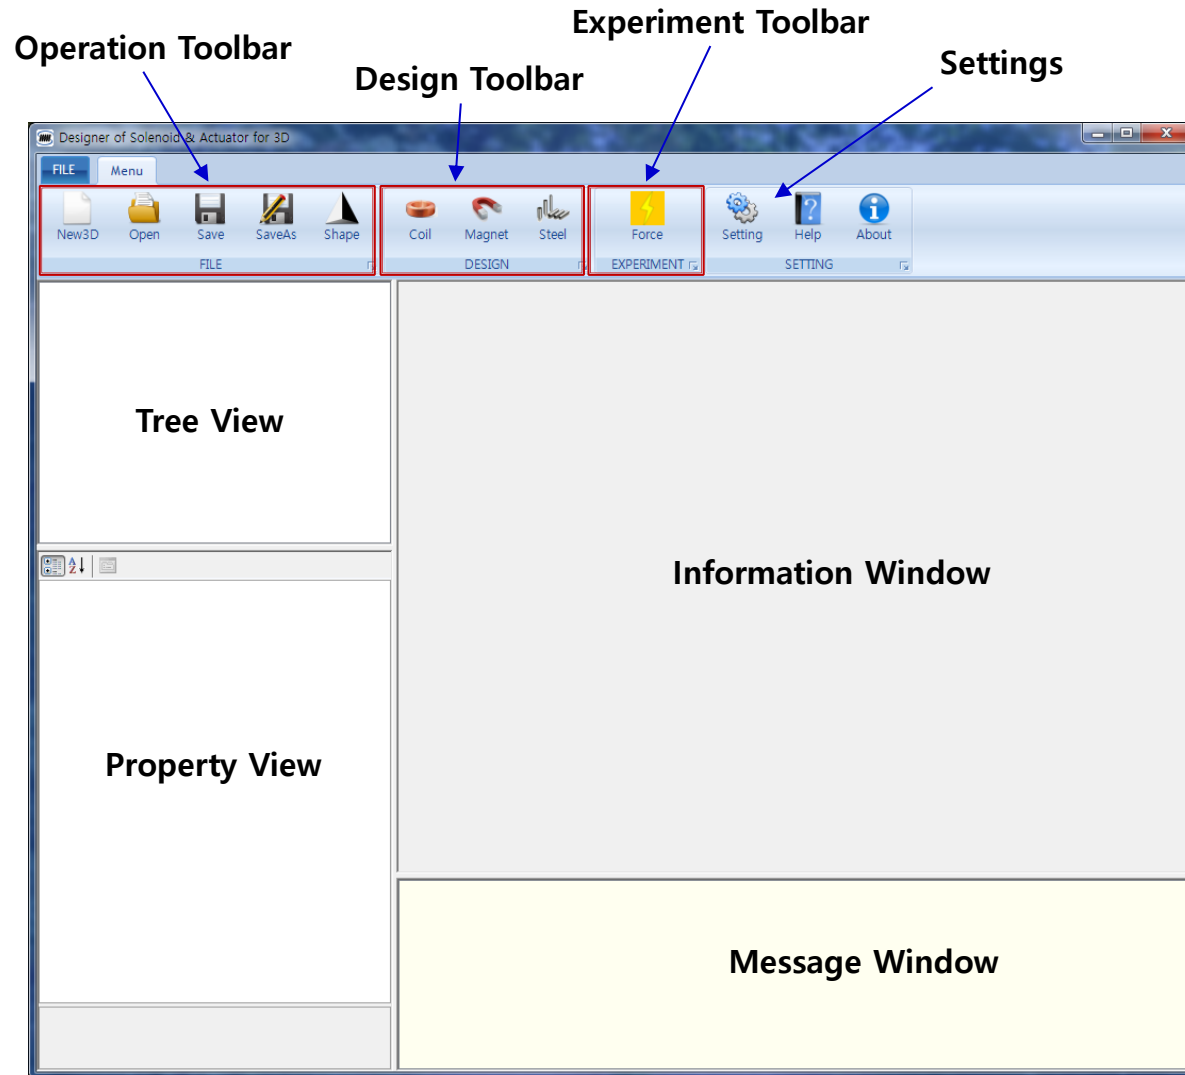 Experiment Toolbar
Operation Toolbar
Settings
Design Toolbar
Designer of Solenoid & Actuator for 3D
FILE Menu
New3D Open Save SaveAs Shape Coil Magnet Steel Force Setting Help About
FILE DESIGN EXPERIMENT SETTING
Tree View
Information Window
Property View
Message Window